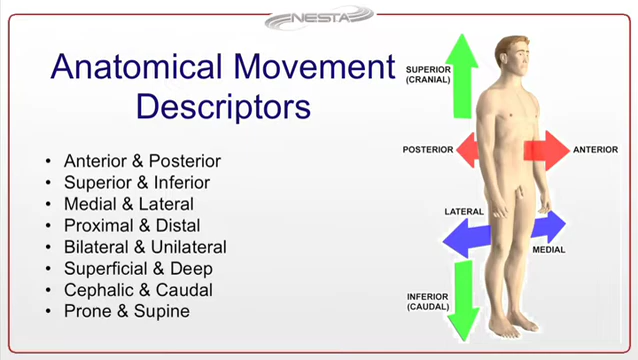 NESTA
Anatomical Movement
Descriptors
• Anterior & Posterior
• Superior & Inferior
• Medial & Lateral
• Proximal & Distal
• Bilateral & Unilateral
• Superficial & Deep
• Cephalic & Caudal
• Prone & Supine
SUPERIOR
(CRANIAL)
POSTERIOR
ANTERIOR
LATERAL
MEDIAL
INFERIOR
(CAUDAL)